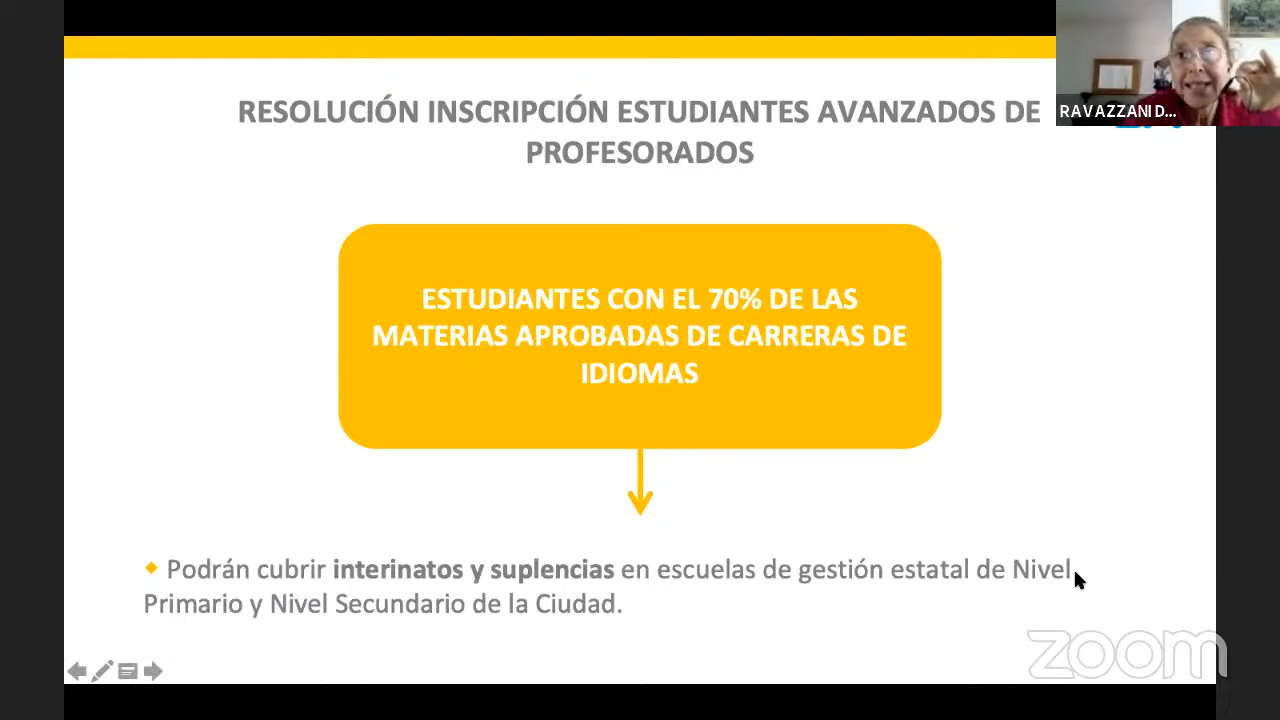 RESOLUCIÓN INSCRIPCIÓN ESTUDIANTES AVANZADOS DE
PROFESORADOS
RAVAZZANI D...
ESTUDIANTES CON EL 70% DE LAS
MATERIAS APROBADAS DE CARRERAS DE
IDIOMAS
Podrán cubrir interinatos y suplencias en escuelas de gestión estatal de Nivel
Primario y Nivel Secundario de la Ciudad.
zoom